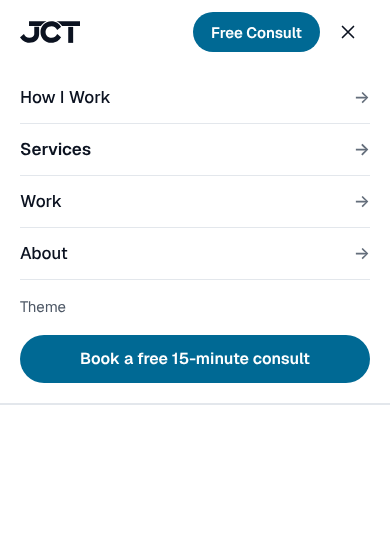 JCT
Free Consult
How I Work
Services
Work
About
Theme
Book a free 15-minute consult